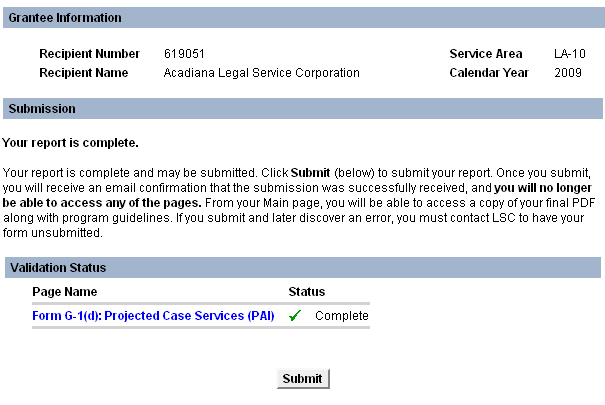 Grantee Information
Recipient Number 619051 Service Area LA-10
Recipient Name Acadiana Legal Service Corporation Calendar Year 2009
Submission
Your report is complete.
Your report is complete and may be submitted. Click Submit (below) to submit your report. Once you submit,
you will receive an email confirmation that the submission was successfully received, and you will no longer
be able to access any of the pages. From your Main page, you will be able to access a copy of your final PDF
along with program guidelines. If you submit and later discover an error, you must contact LSC to have your
form unsubmitted.
Validation Status
Page Name Status
Form G-1(d): Projected Case Services (PAI) Complete
Submit